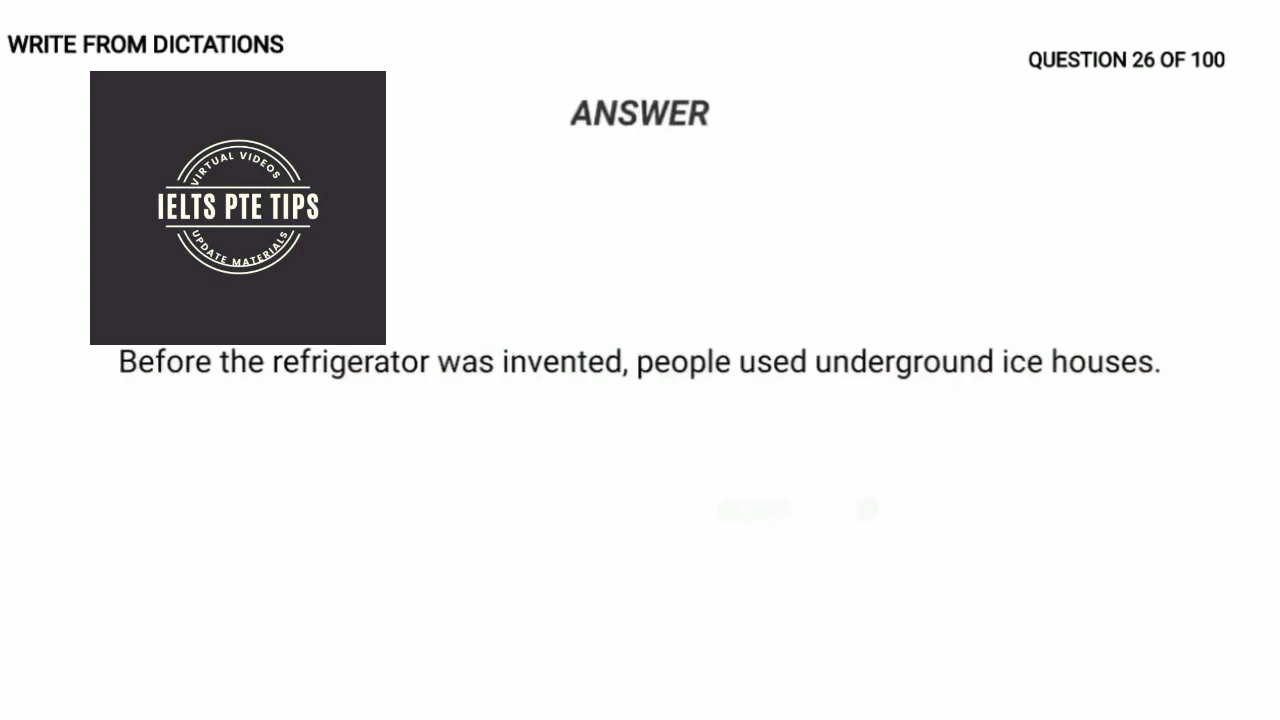 WRITE FROM DICTATIONS
QUESTION 26 OF 100
ANSWER
VIRTUAL VIDEOS
IELTS PTE TIPS
UPDATE MATERIALS
Before the refrigerator was invented, people used underground ice houses.